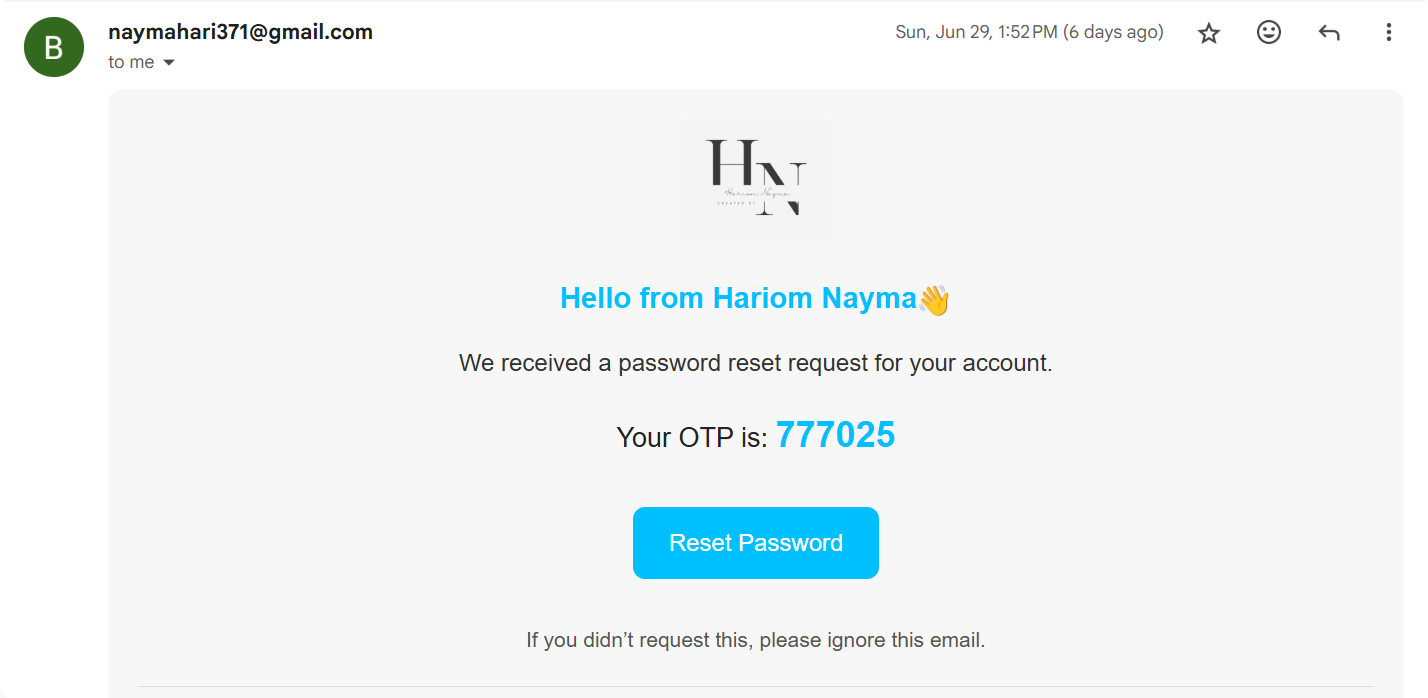 B
naymahari371@gmail.com
Sun, Jun 29, 1:52 PM (6 days ago)
to me
HN
Hariom Nayma
CREATED BY
Hello from Hariom Nayma👋
We received a password reset request for your account.
Your OTP is: 777025
Reset Password
If you didn’t request this, please ignore this email.